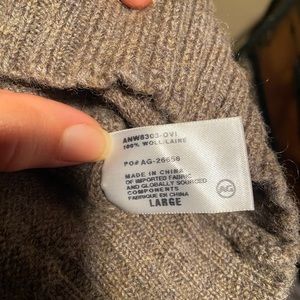 ANW8303-OVI
100% WOOL/LAINE
PO# AG-26656
MADE IN CHINA
OF IMPORTED FABRIC
AND GLOBALLY SOURCED
COMPONENTS
FABRIQUE EN CHINA
LARGE
AG